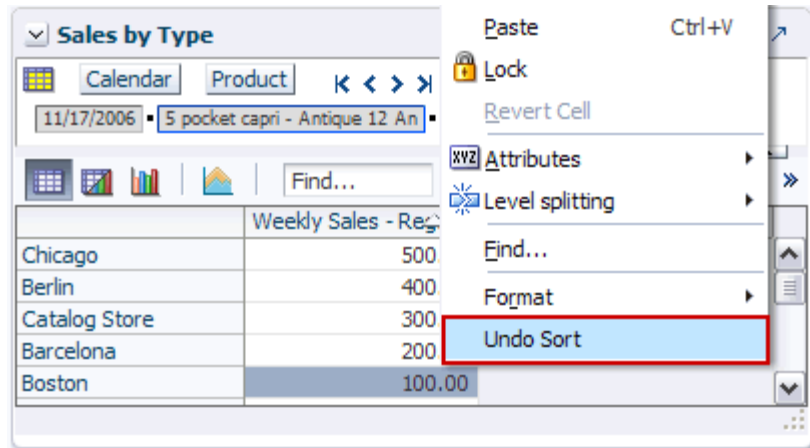 Sales by Type
Calendar Product
11/17/2006 5 pocket capri - Antique 12 An
Find...
Weekly Sales - Reg
Chicago 500.
Berlin 400
Catalog Store 300
Barcelona 200
Boston 100.00
Paste Ctrl+V
Lock
Revert Cell
XYZ Attributes
Level splitting
Find...
Format
Undo Sort